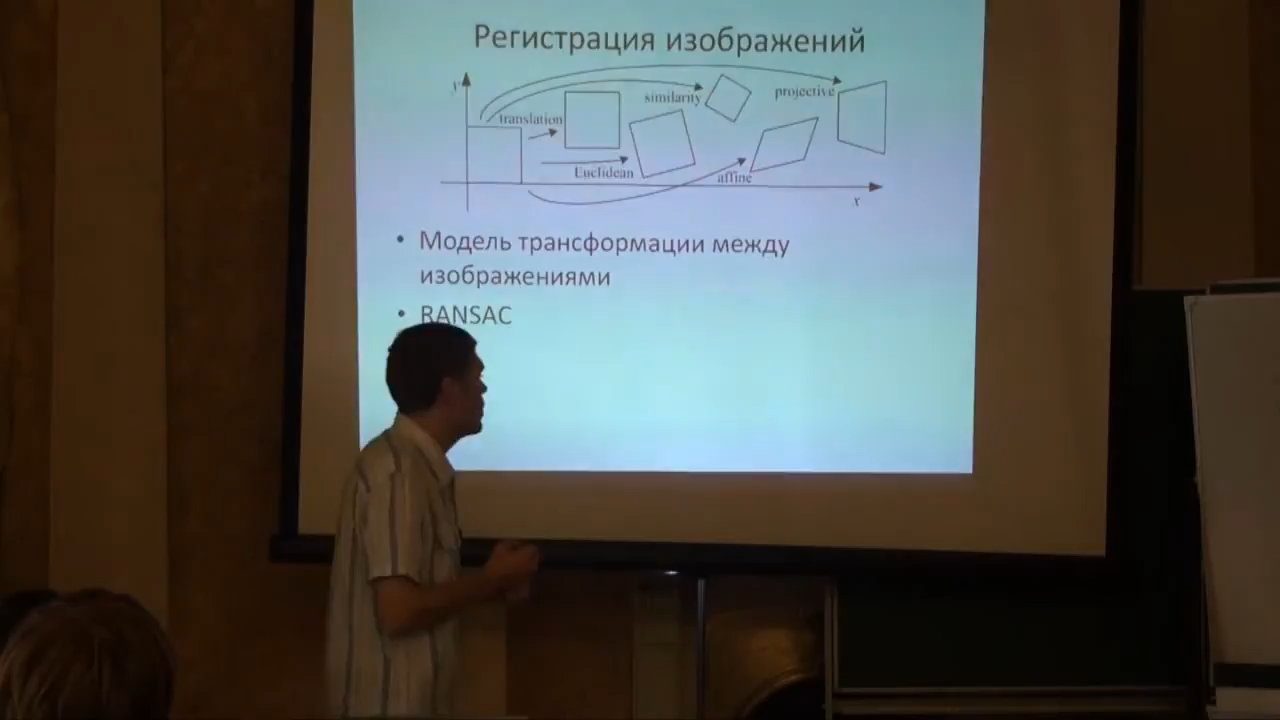 Регистрация изображений
y
similarity
projective
translation
Euclidean
affine
x
• Модель трансформации между
изображениями
• RANSAC